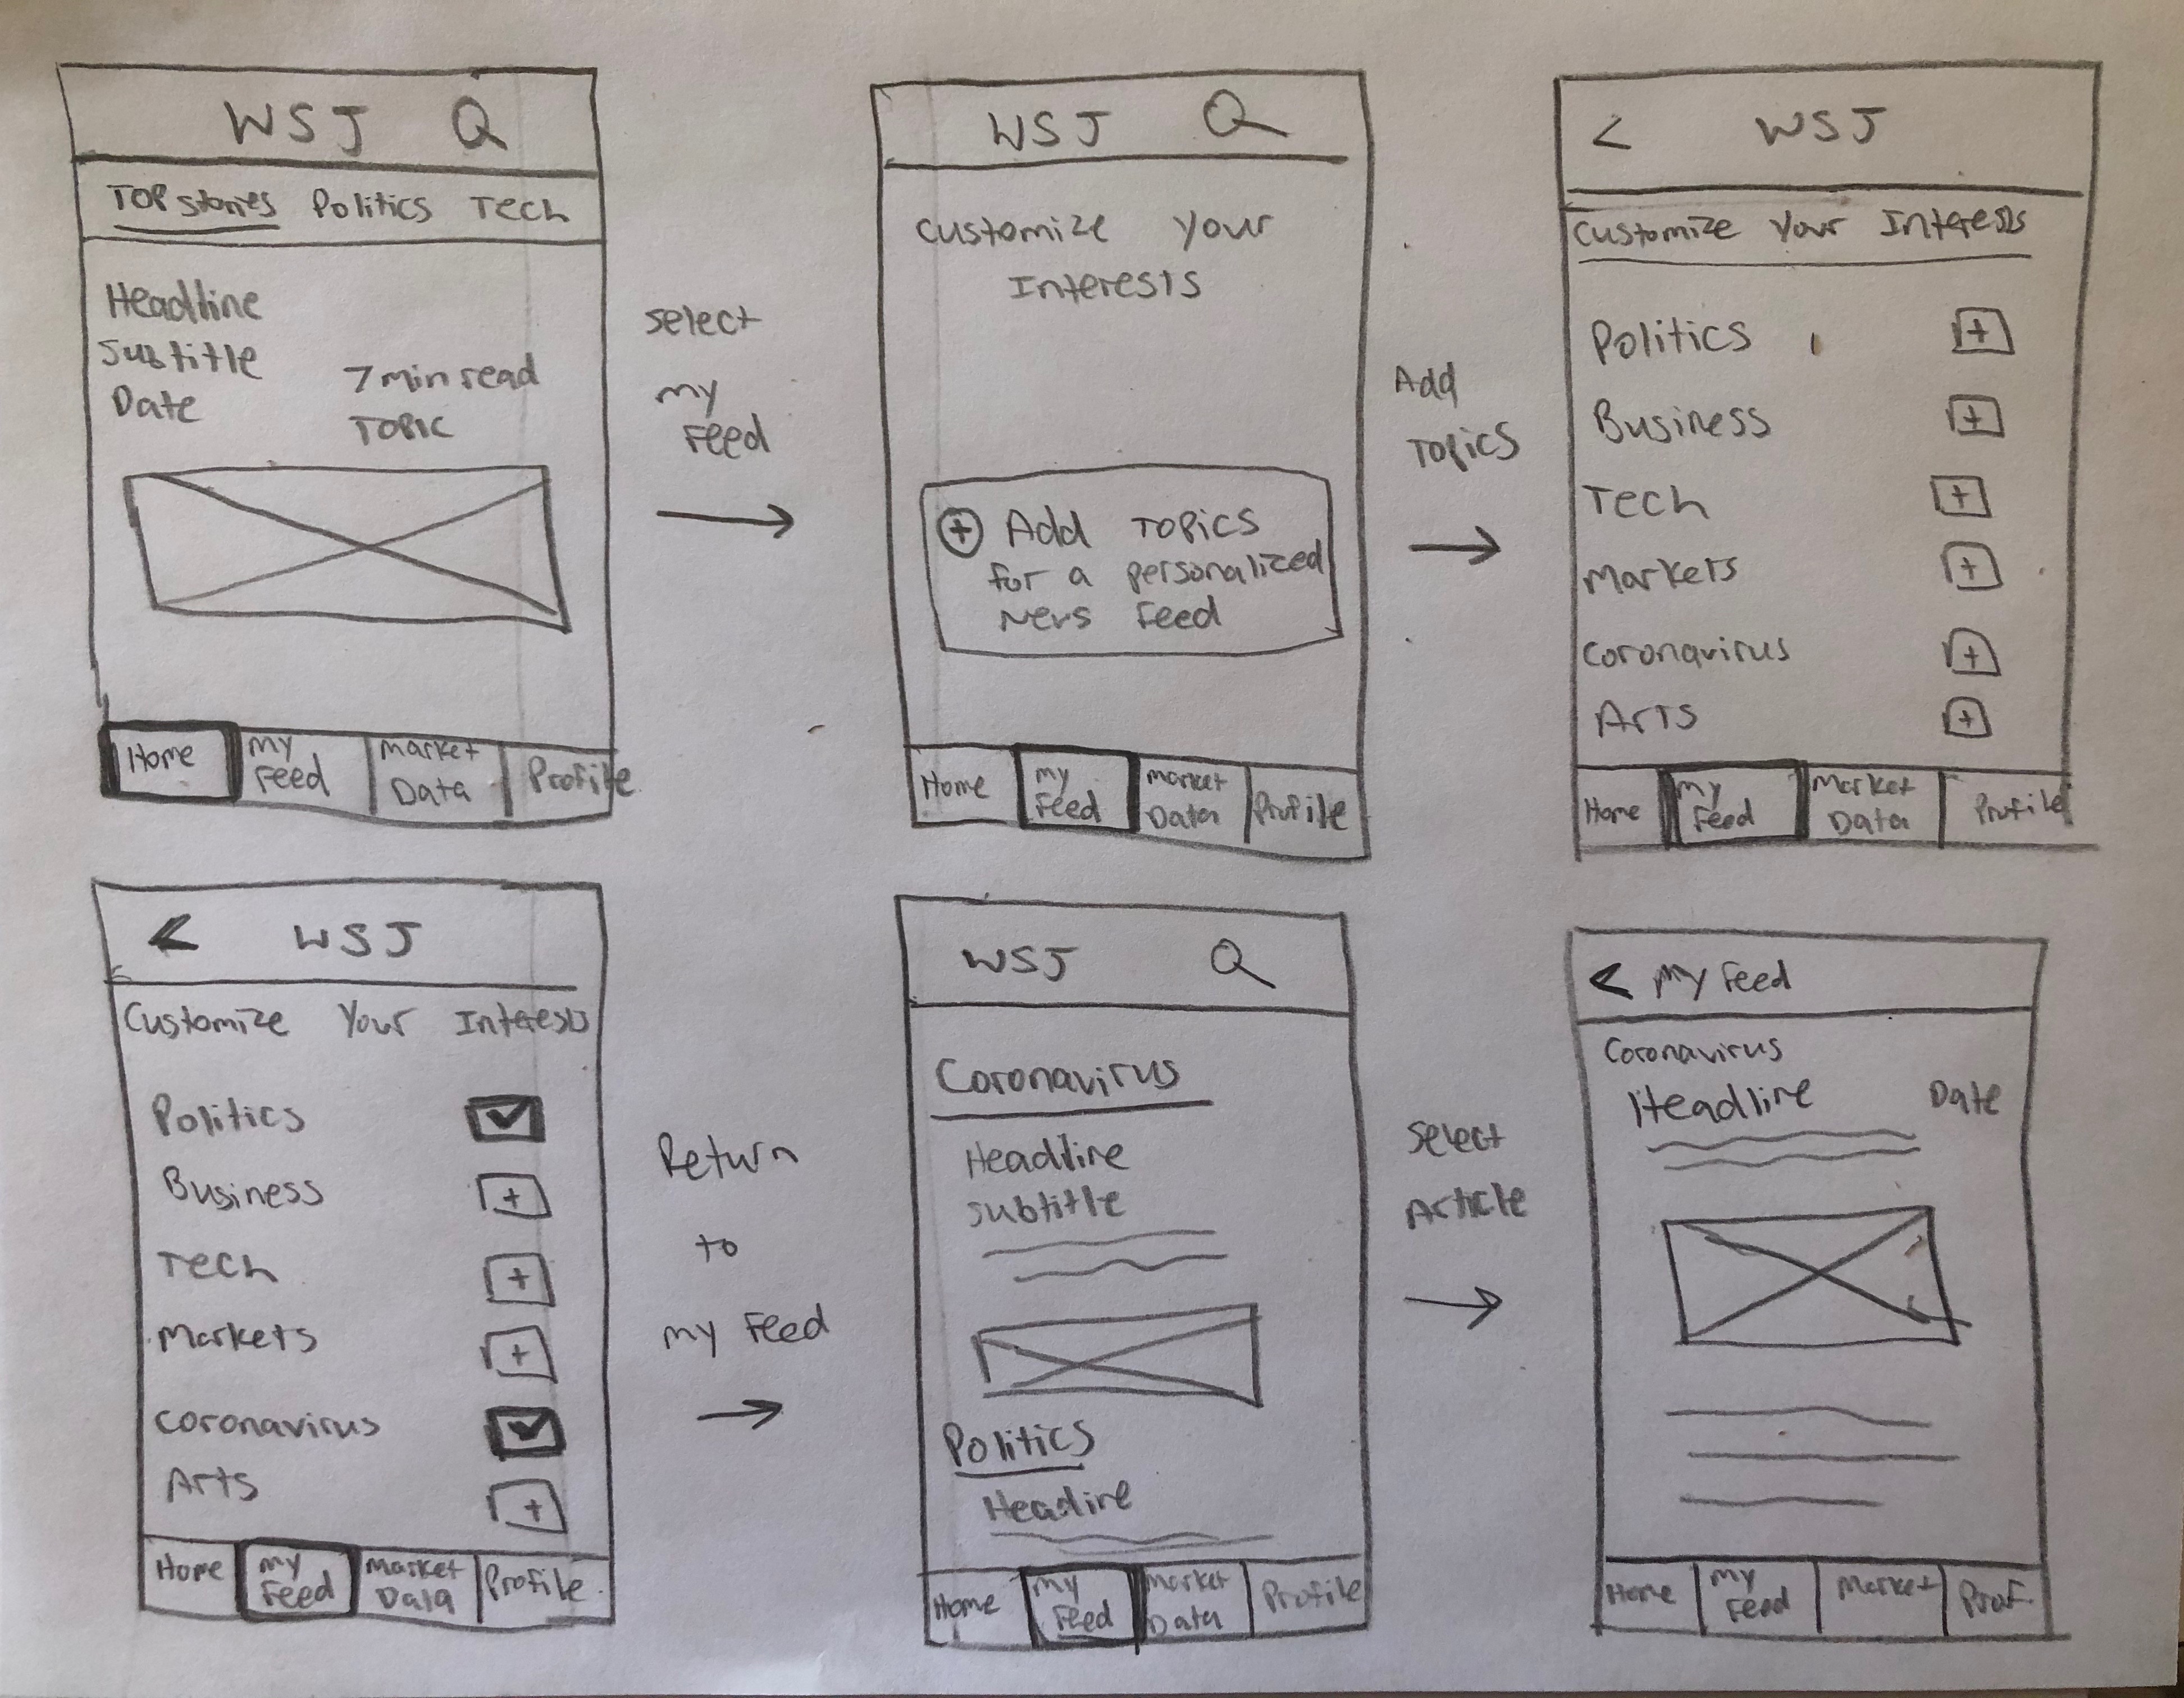 WSJ
TOP stories Politics Tech
Headline
Subtitle
Date
7 min read
TOPIC
Home
My
Feed
Market
Data
Profile
Select
My
Feed
WSJ
Customize Your
Interests
+ Add Topics
for a personalized
News Feed
Home
My
Feed
Market
Data
Profile
Add
Topics
< WSJ
Customize Your Interests
Politics +
Business +
Tech +
Markets +
Coronavirus +
Arts +
Home
My
Feed
Market
Data
Profile
< WSJ
Customize Your Interests
Politics
Business +
Tech +
Markets +
Coronavirus
Arts +
Home
My
Feed
Market
Data
Profile
Return
to
My Feed
WSJ
Coronavirus
Headline
Subtitle
Politics
Headline
Home
My
Feed
Market
Data
Profile
Select
Article
< My Feed
Coronavirus
Headline Date
Home
My
Feed
Market
Prof.